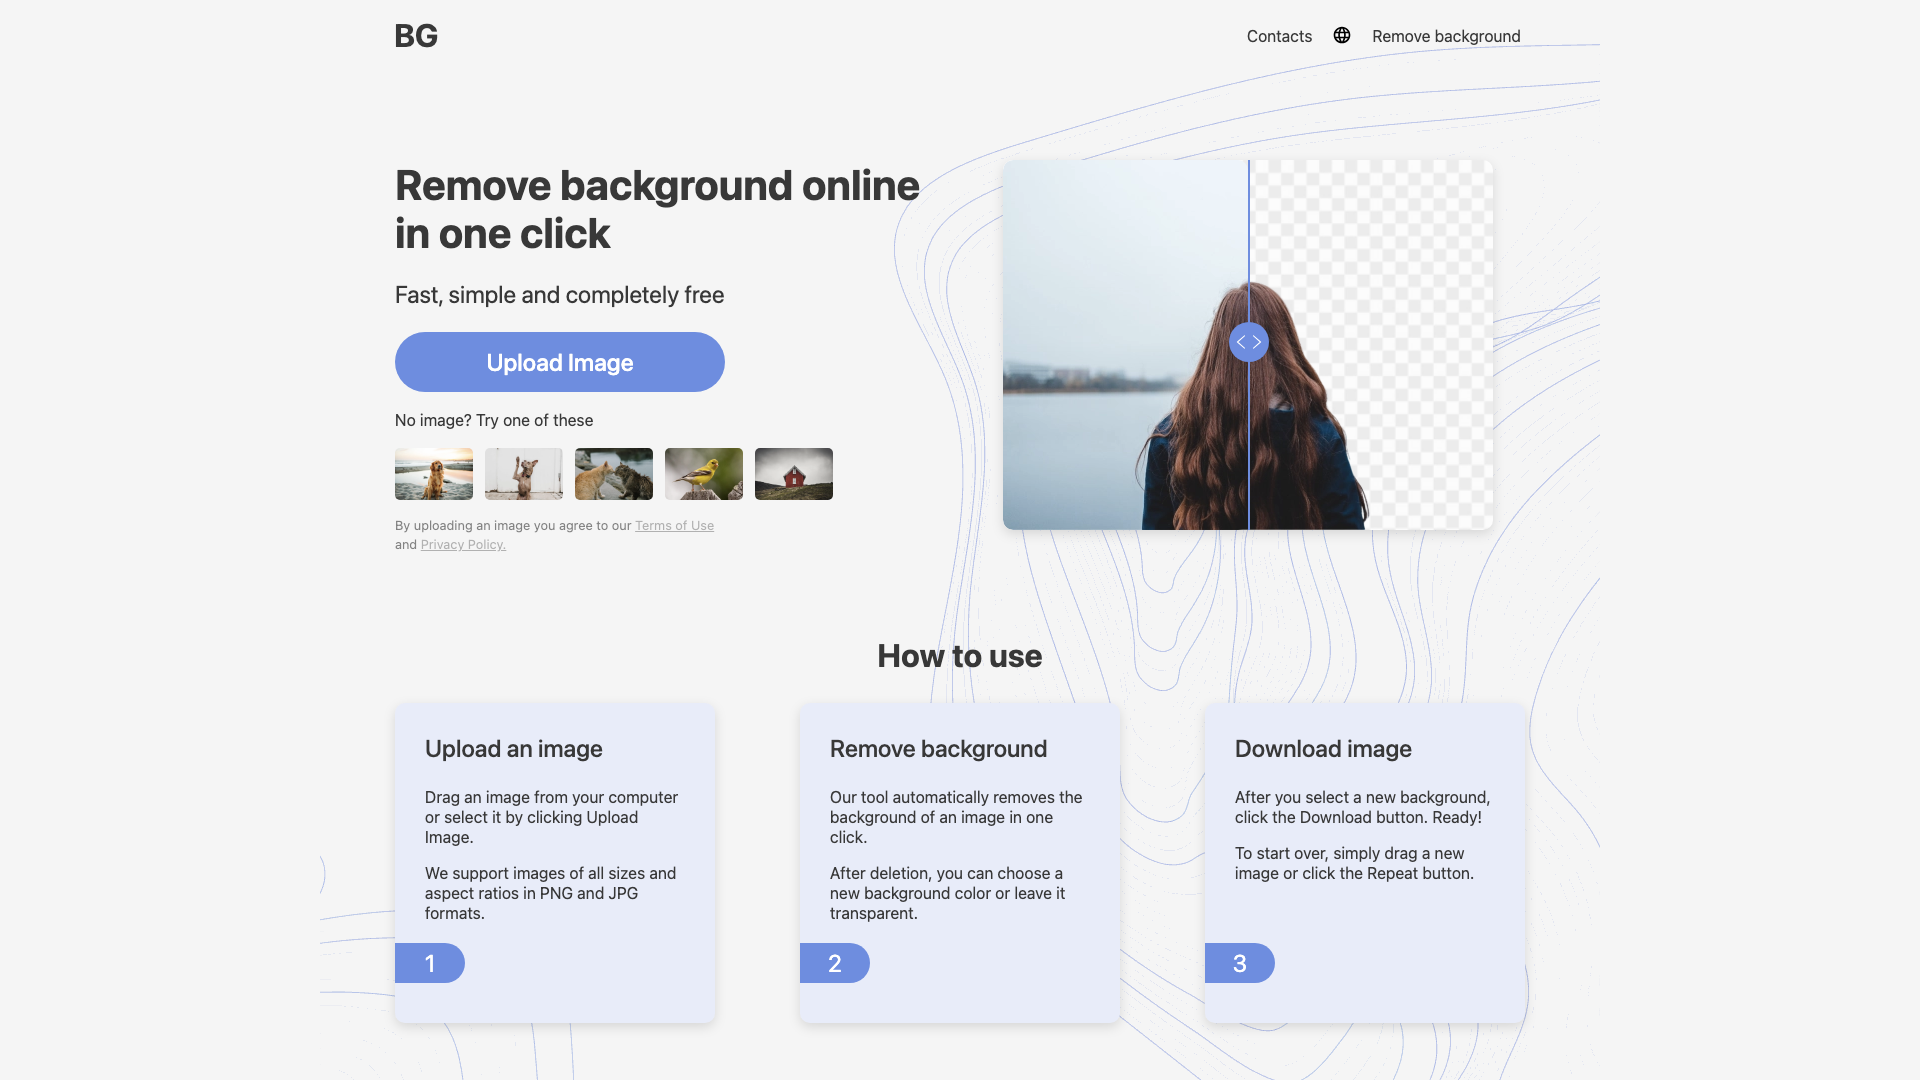 BG
Contacts
Remove background
Remove background online
in one click
Fast, simple and completely free
Upload Image
No image? Try one of these
By uploading an image you agree to our Terms of Use
and Privacy Policy.
How to use
Upload an image
Drag an image from your computer
or select it by clicking Upload
Image.
We support images of all sizes and
aspect ratios in PNG and JPG
formats.
1
Remove background
Our tool automatically removes the
background of an image in one
click.
After deletion, you can choose a
new background color or leave it
transparent.
2
Download image
After you select a new background,
click the Download button. Ready!
To start over, simply drag a new
image or click the Repeat button.
3